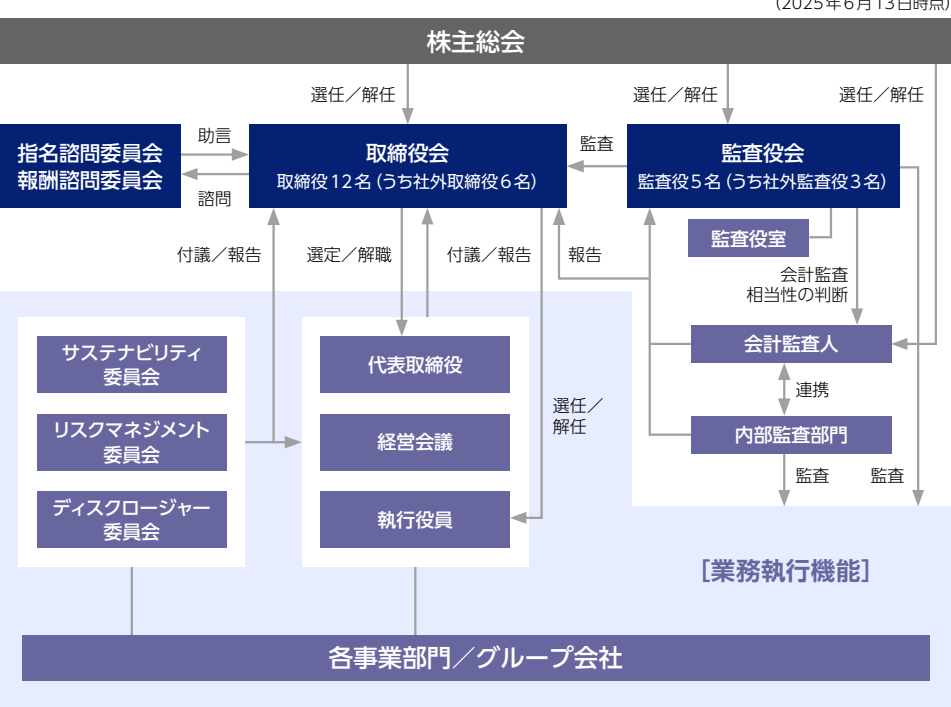 (2025年6月13日時点)
株主総会
選任／解任
選任／解任
選任／解任
指名諮問委員会
報酬諮問委員会
助言
諮問
取締役会
取締役12名(うち社外取締役6名)
監査
監査役会
監査役5名(うち社外監査役3名)
監査役室
付議／報告
選定／解職
付議／報告
報告
会計監査
相当性の判断
サステナビリティ
委員会
リスクマネジメント
委員会
ディスクロージャー
委員会
代表取締役
経営会議
執行役員
選任／
解任
会計監査人
連携
内部監査部門
監査
監査
[業務執行機能]
各事業部門／グループ会社